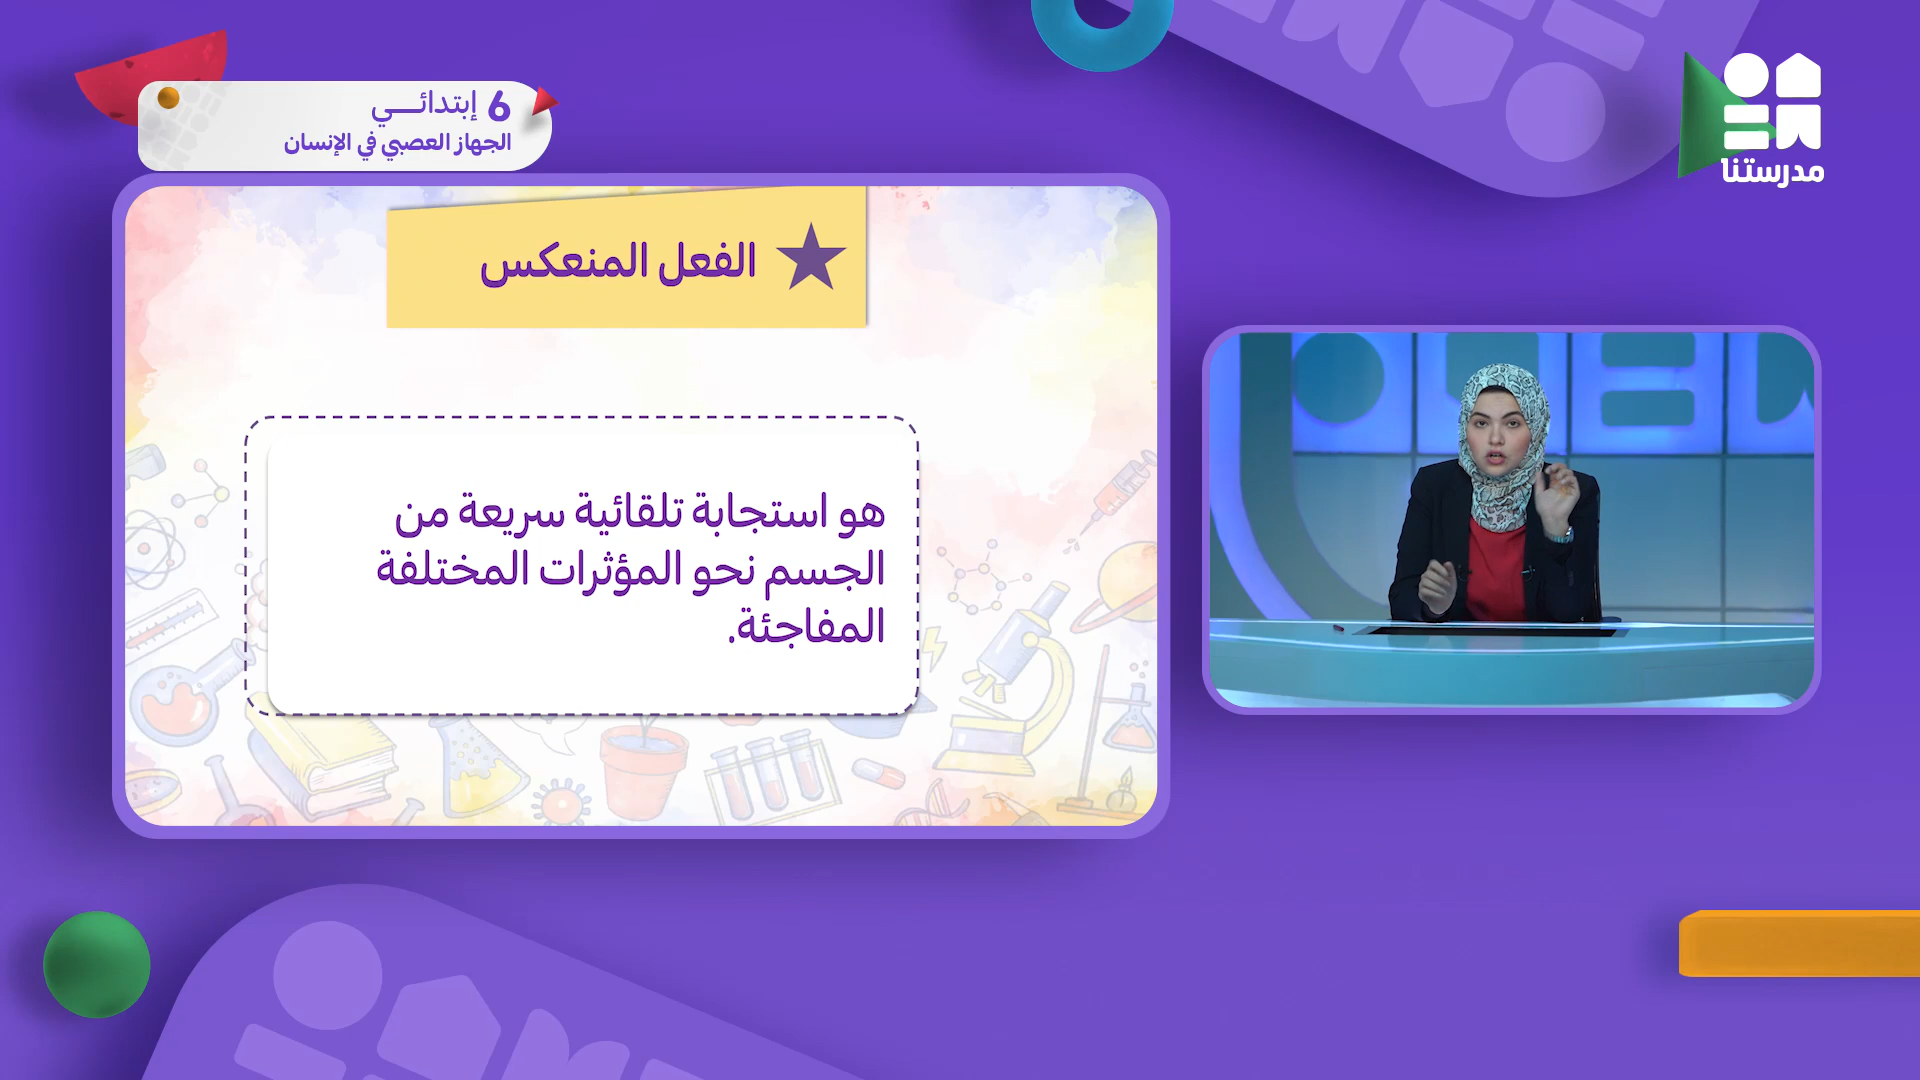 6 إبتدائـــي
الجهاز العصبي في الإنسان
مدرستنا
الفعل المنعكس
هو استجابة تلقائية سريعة من
الجسم نحو المؤثرات المختلفة
المفاجئة.